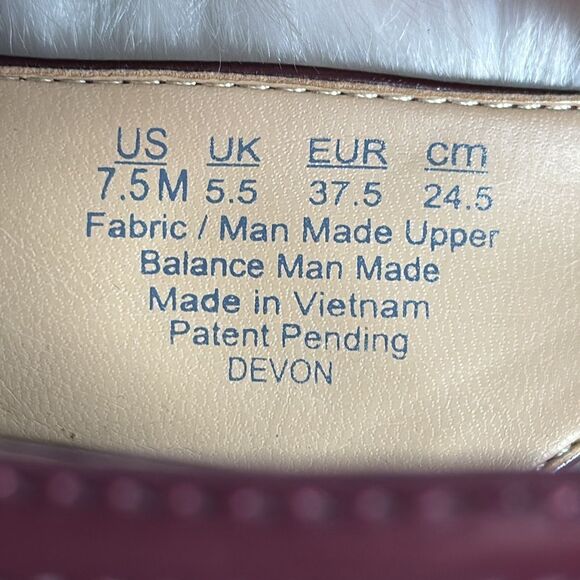 US UK EUR cm
7.5 M 5.5 37.5 24.5
Fabric / Man Made Upper
Balance Man Made
Made in Vietnam
Patent Pending
DEVON